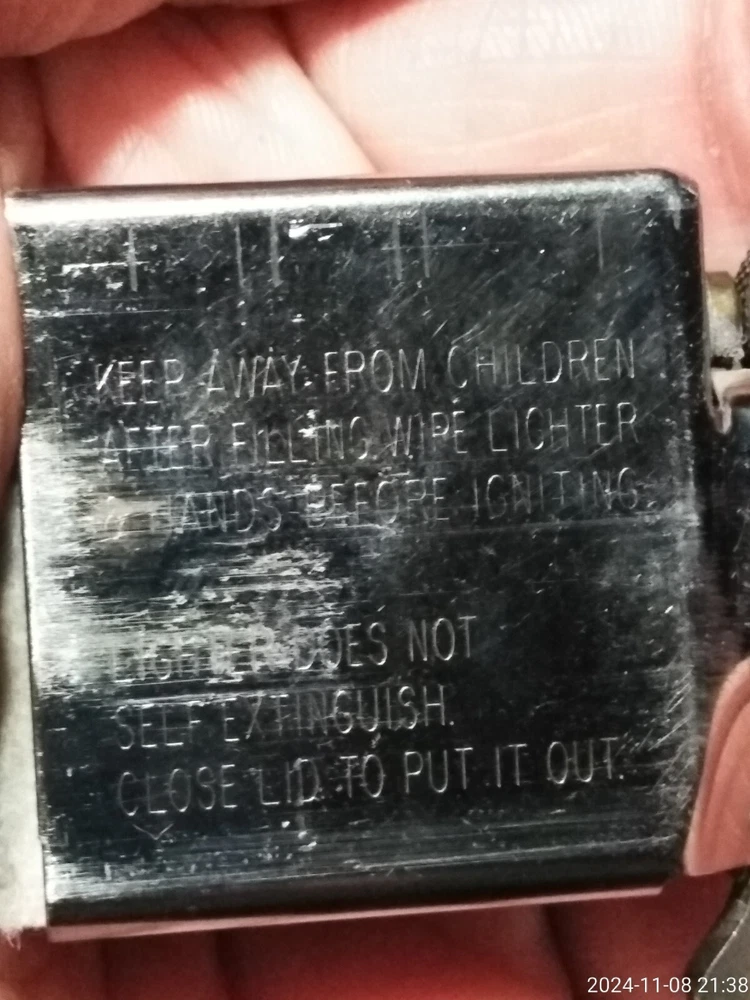 KEEP AWAY FROM CHILDREN
AFTER FILLING WIPE LIGHTER
& HANDS BEFORE IGNITING.
LIGHTER DOES NOT
SELF EXTINGUISH.
CLOSE LID TO PUT IT OUT.
2024-11-08 21:38